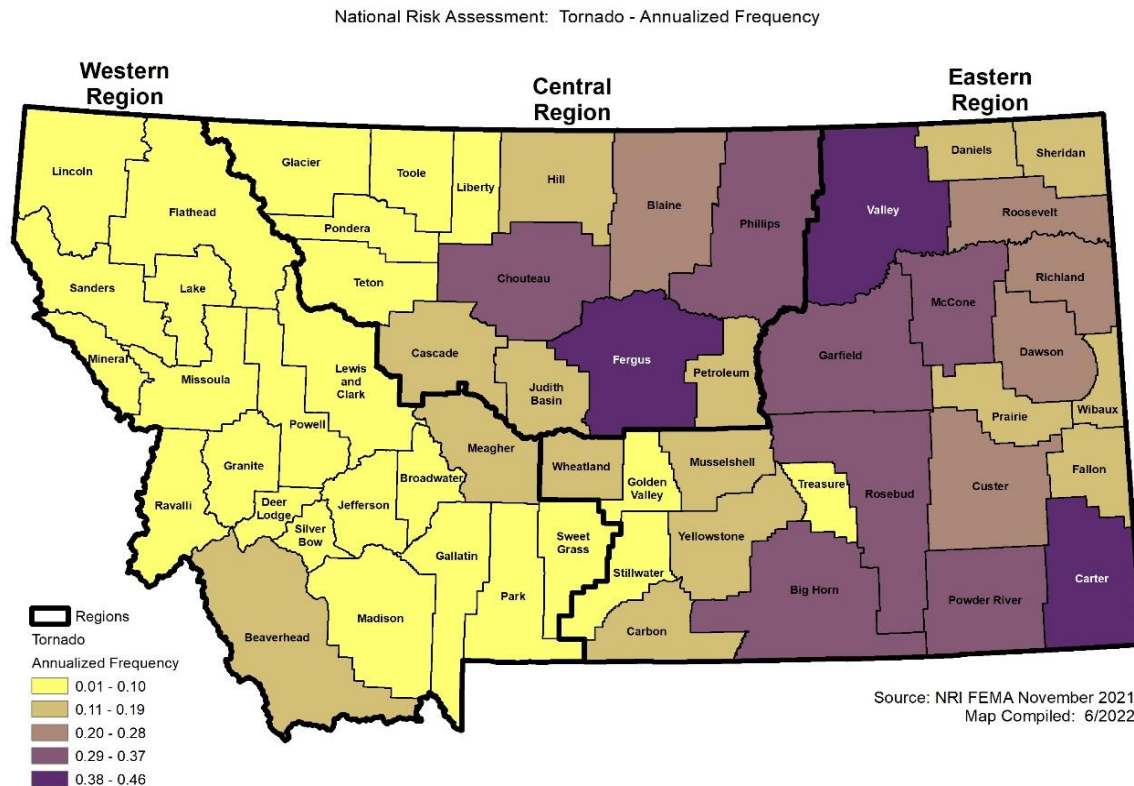 National Risk Assessment: Tornado - Annualized Frequency
Western
Region
Central
Region
Eastern
Region
Lincoln
Flathead
Glacier
Toole
Liberty
Hill
Blaine
Phillips
Valley
Daniels
Sheridan
Roosevelt
Pondera
Teton
Chouteau
Richland
Sanders
Lake
McCone
Mineral
Missoula
Lewis
and
Clark
Cascade
Judith
Basin
Fergus
Petroleum
Garfield
Dawson
Prairie
Wibaux
Powell
Granite
Ravalli
Deer
Lodge
Silver
Bow
Jefferson
Broadwater
Meagher
Wheatland
Golden
Valley
Musselshell
Treasure
Rosebud
Custer
Fallon
Gallatin
Park
Sweet
Grass
Stillwater
Yellowstone
Big Horn
Powder River
Carter
Beaverhead
Madison
Carbon
Regions
Tornado
Annualized Frequency
0.01 - 0.10
0.11 - 0.19
0.20 - 0.28
0.29 - 0.37
0.38 - 0.46
Source: NRI FEMA November 2021
Map Compiled: 6/2022